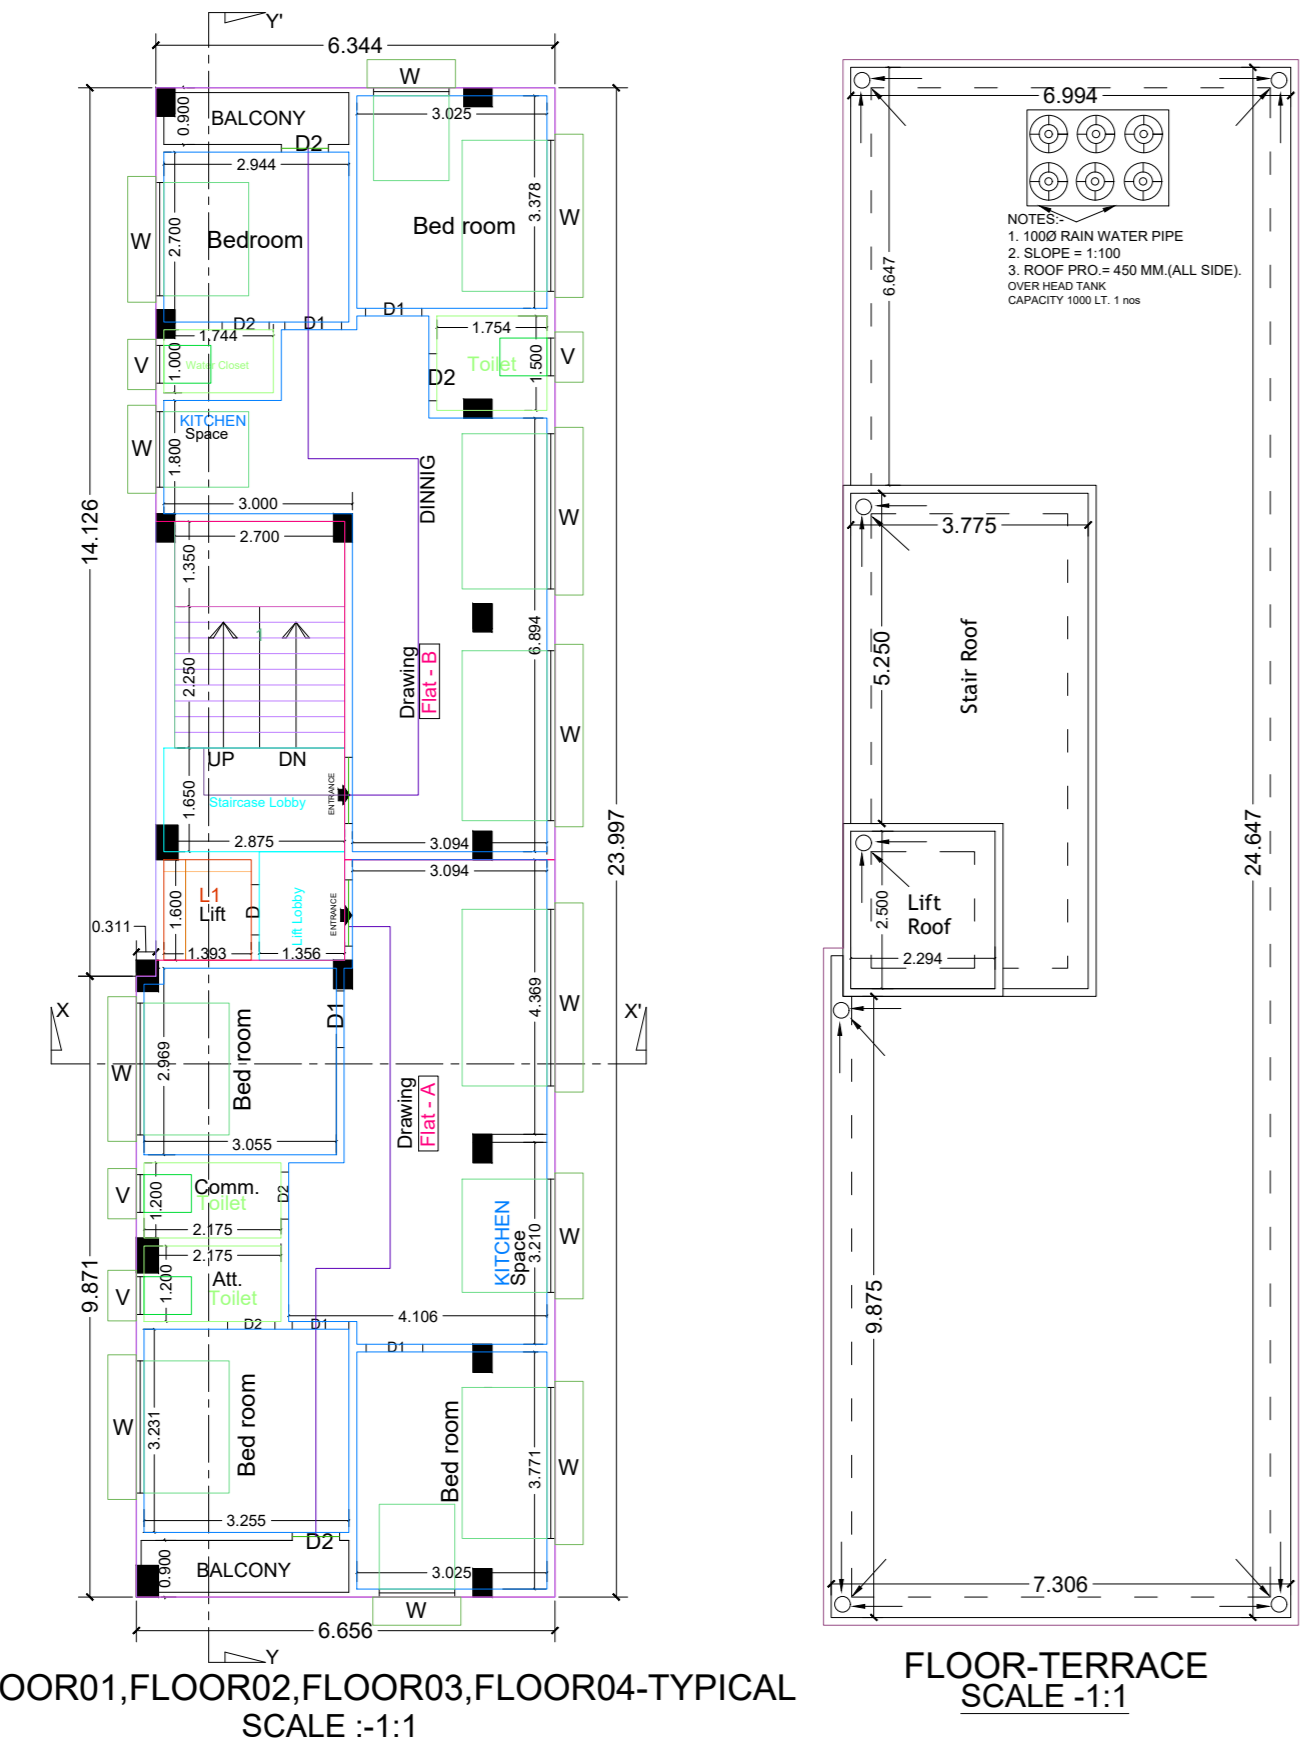 Y'
6.344
W
BALCONY
0.900
D2
3.025
2.944
3.378
Bed room
W
W
2.700
Bedroom
D1
D2
D1
1.744
1.754
V
1.000
Water Closet
D2
Toilet
1.500
V
KITCHEN
Space
W
1.800
DINNIG
3.000
W
2.700
1.350
14.126
6.894
Drawing
Flat - B
2.250
W
UP
DN
1.650
Staircase Lobby
ENTRANCE
2.875
3.094
23.997
3.094
L1
Lift
1.600
D
Lift Lobby
ENTRANCE
0.311
1.393
1.356
X
X'
D1
4.369
W
2.969
Bed room
W
Drawing
Flat - A
3.055
Comm.
Toilet
V
1.200
D2
2.175
2.175
KITCHEN
Space
3.210
W
Att.
Toilet
V
1.200
9.871
4.106
D2
D1
D1
3.231
Bed room
W
Bed room
3.771
W
3.255
D2
BALCONY
0.900
3.025
W
6.656
Y
OOR01,FLOOR02,FLOOR03,FLOOR04-TYPICAL
SCALE :-1:1
6.994
NOTES:-
1. 100Ø RAIN WATER PIPE
2. SLOPE = 1:100
3. ROOF PRO.= 450 MM.(ALL SIDE).
OVER HEAD TANK
CAPACITY 1000 LT. 1 nos
6.647
3.775
5.250
Stair Roof
24.647
Lift
Roof
2.500
2.294
9.875
7.306
FLOOR-TERRACE
SCALE -1:1